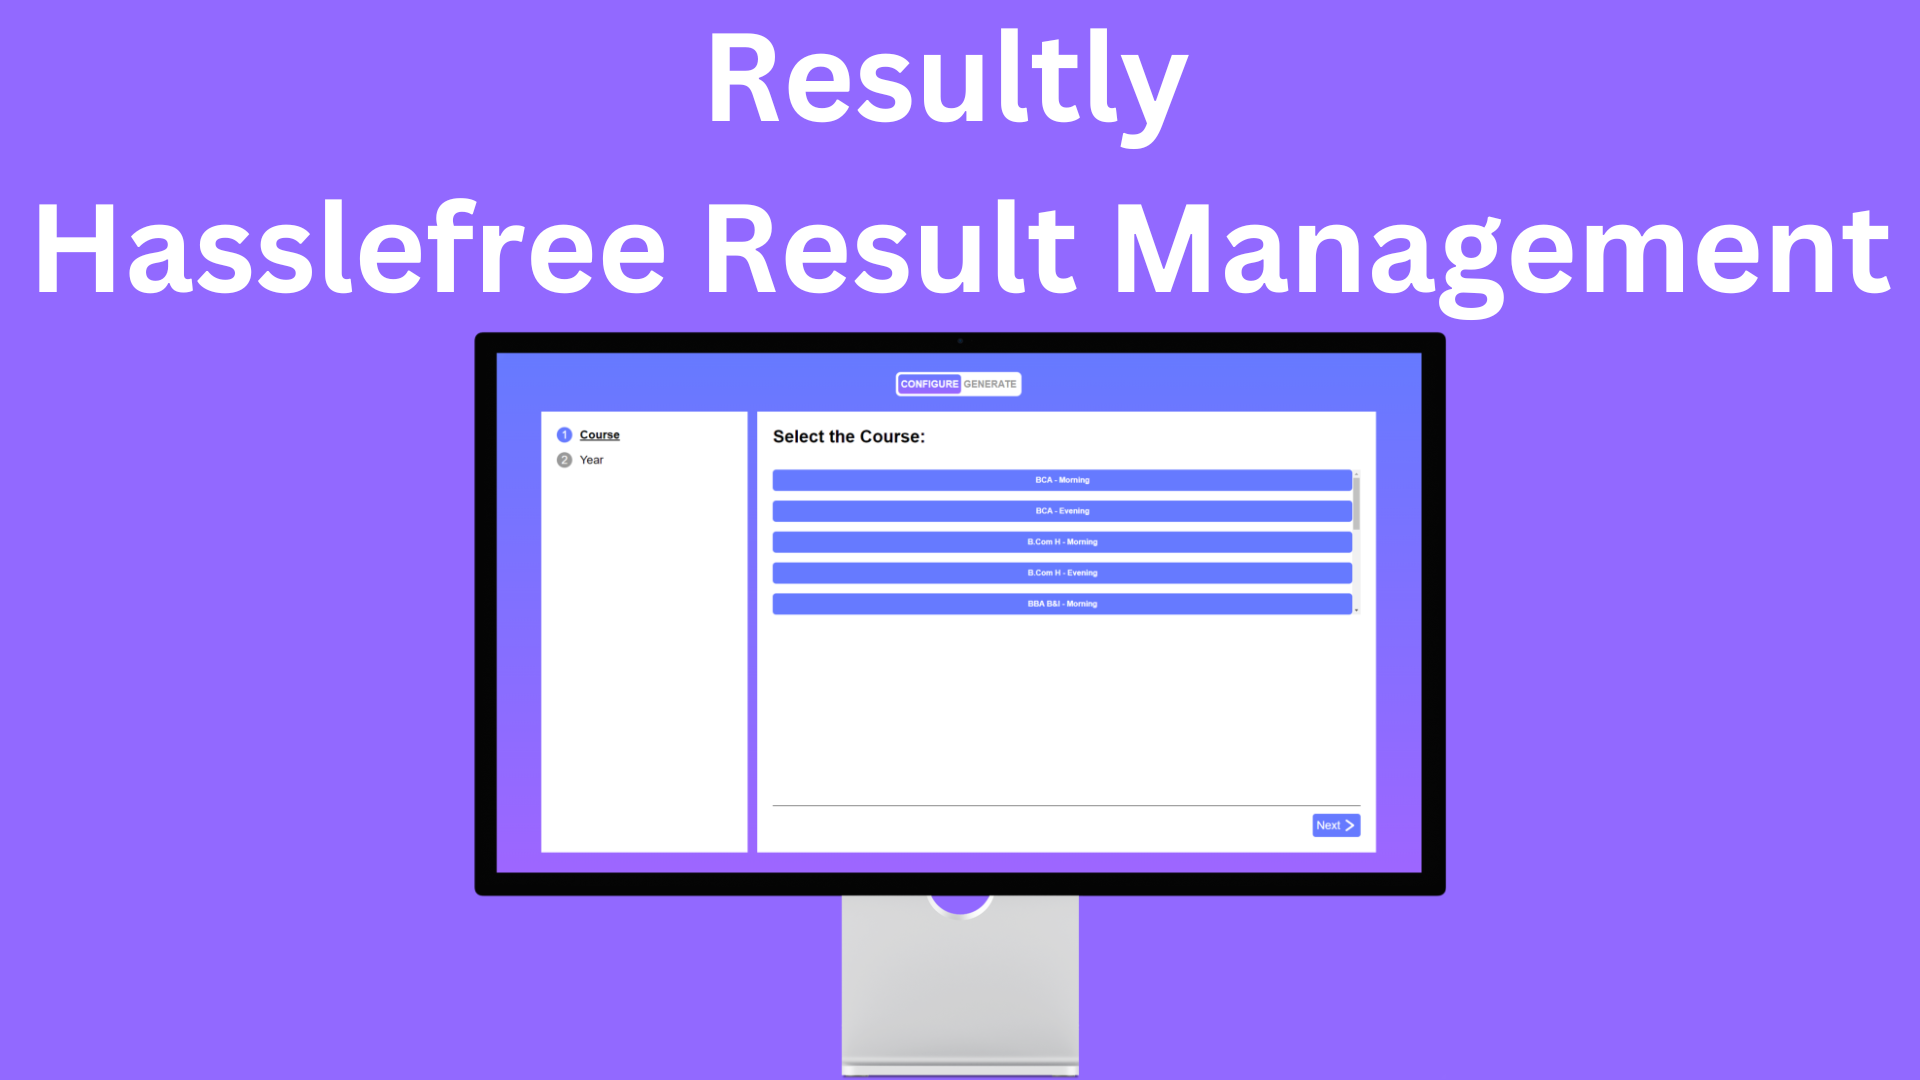 Resultly
Hasslefree Result Management
CONFIGURE GENERATE
1 Course
2 Year
Select the Course:
BCA - Morning
BCA - Evening
B.Com H - Morning
B.Com H - Evening
BBA B&I - Morning
Next